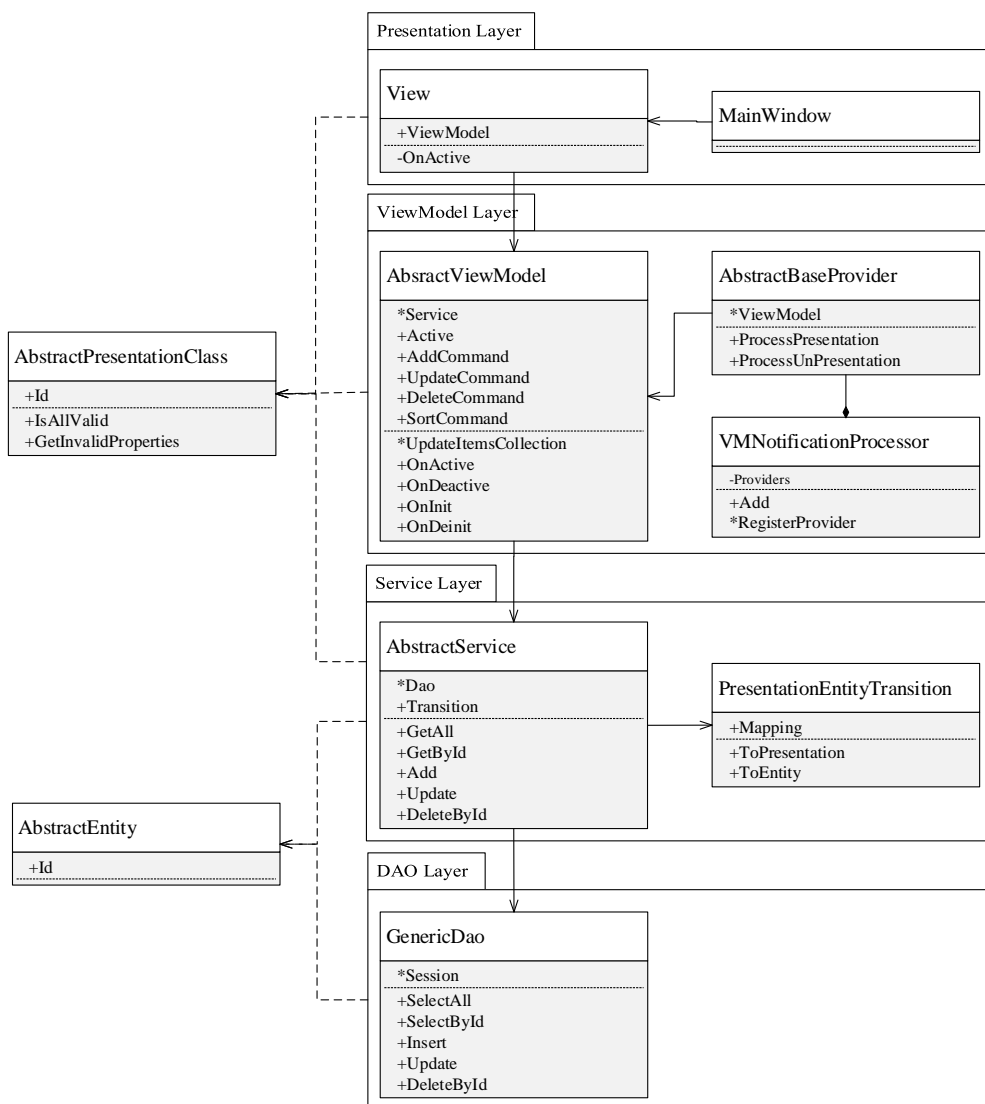 Presentation Layer
View
+ViewModel
-OnActive
MainWindow
ViewModel Layer
AbsractViewModel
*Service
+Active
+AddCommand
+UpdateCommand
+DeleteCommand
+SortCommand
*UpdateItemsCollection
+OnActive
+OnDeactive
+OnInit
+OnDeinit
AbstractBaseProvider
*ViewModel
+ProcessPresentation
+ProcessUnPresentation
VMNotificationProcessor
-Providers
+Add
*RegisterProvider
AbstractPresentationClass
+Id
+IsAllValid
+GetInvalidProperties
Service Layer
AbstractService
*Dao
+Transition
+GetAll
+GetById
+Add
+Update
+DeleteById
PresentationEntityTransition
+Mapping
+ToPresentation
+ToEntity
AbstractEntity
+Id
DAO Layer
GenericDao
*Session
+SelectAll
+SelectById
+Insert
+Update
+DeleteById